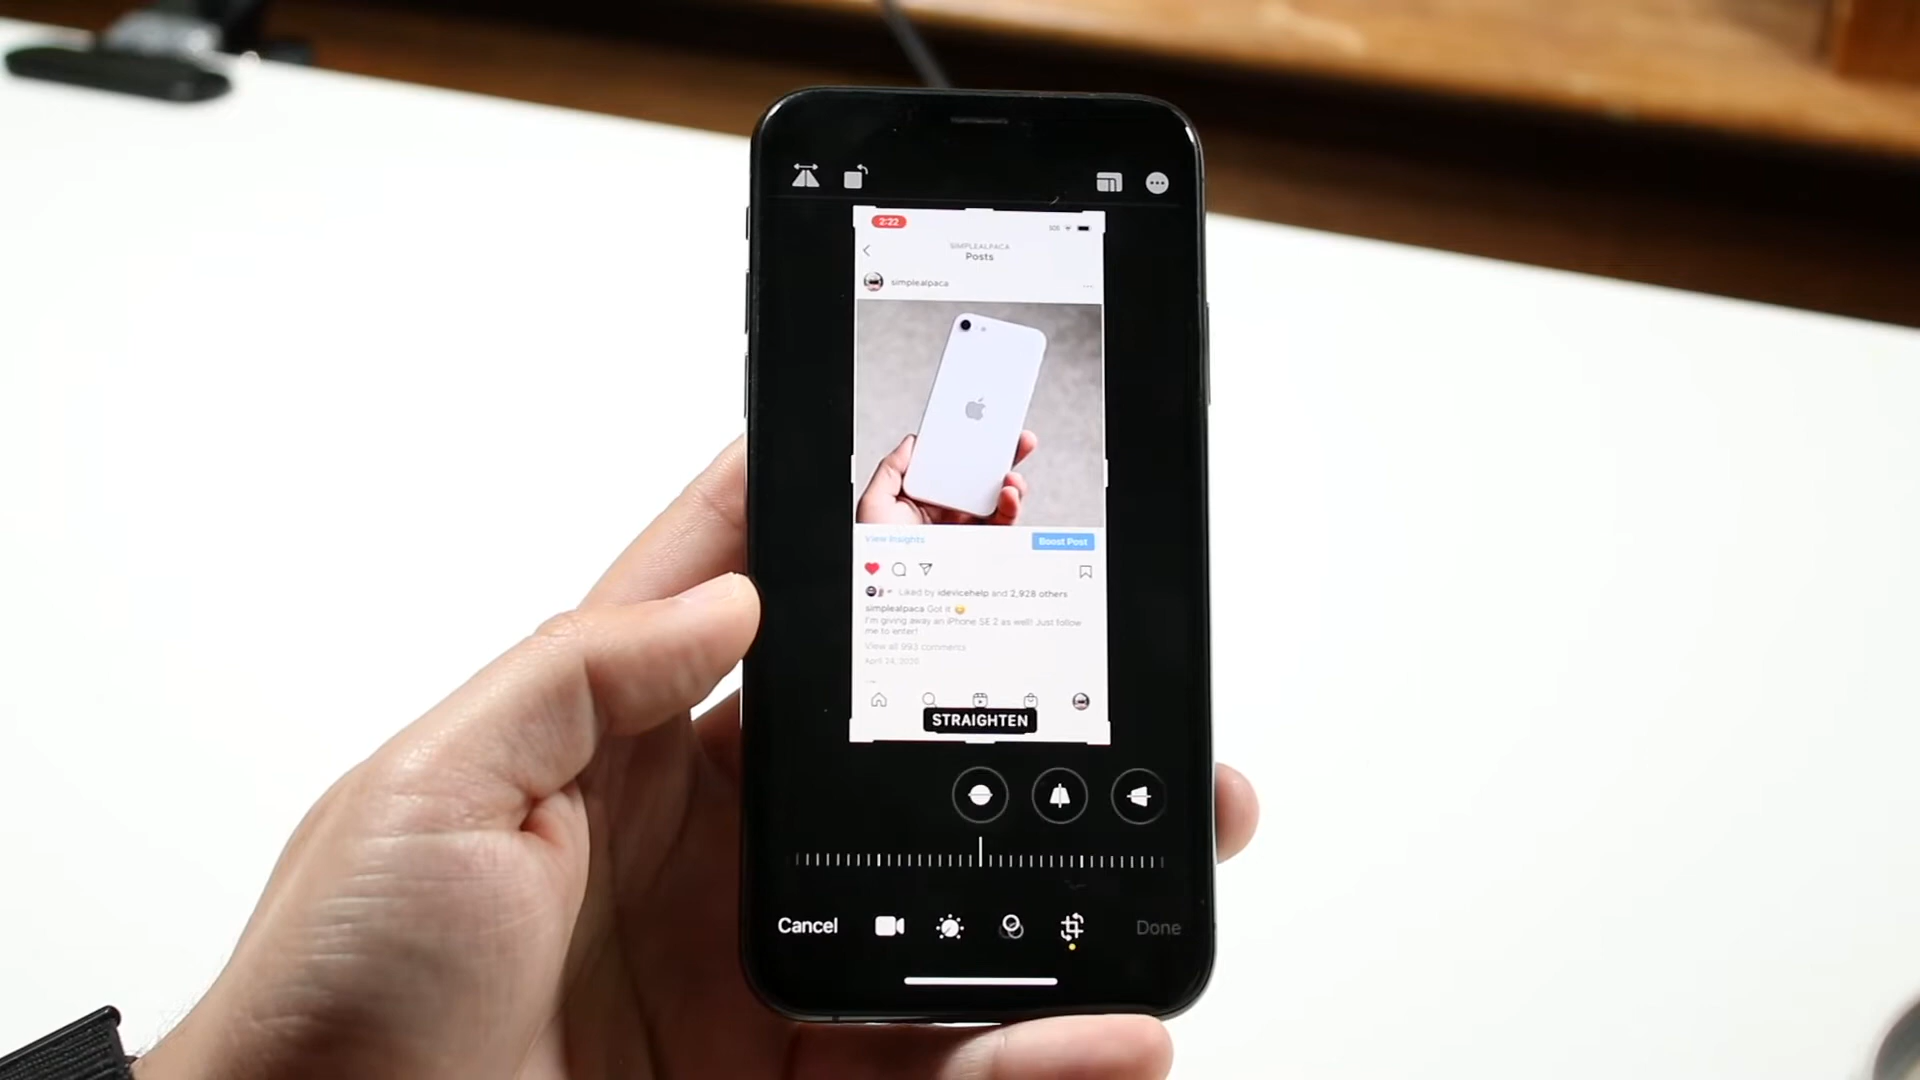 2:22
SOS
SIMPLEALPACA
Posts
simplealpaca
View Insights
Boost Post
Liked by idevicehelp and 2,928 others
simplealpaca Got it 😊
I'm giving away an iPhone SE 2 as well! Just follow
me to enter!
View all 993 comments
April 24, 2020
STRAIGHTEN
Cancel
Done